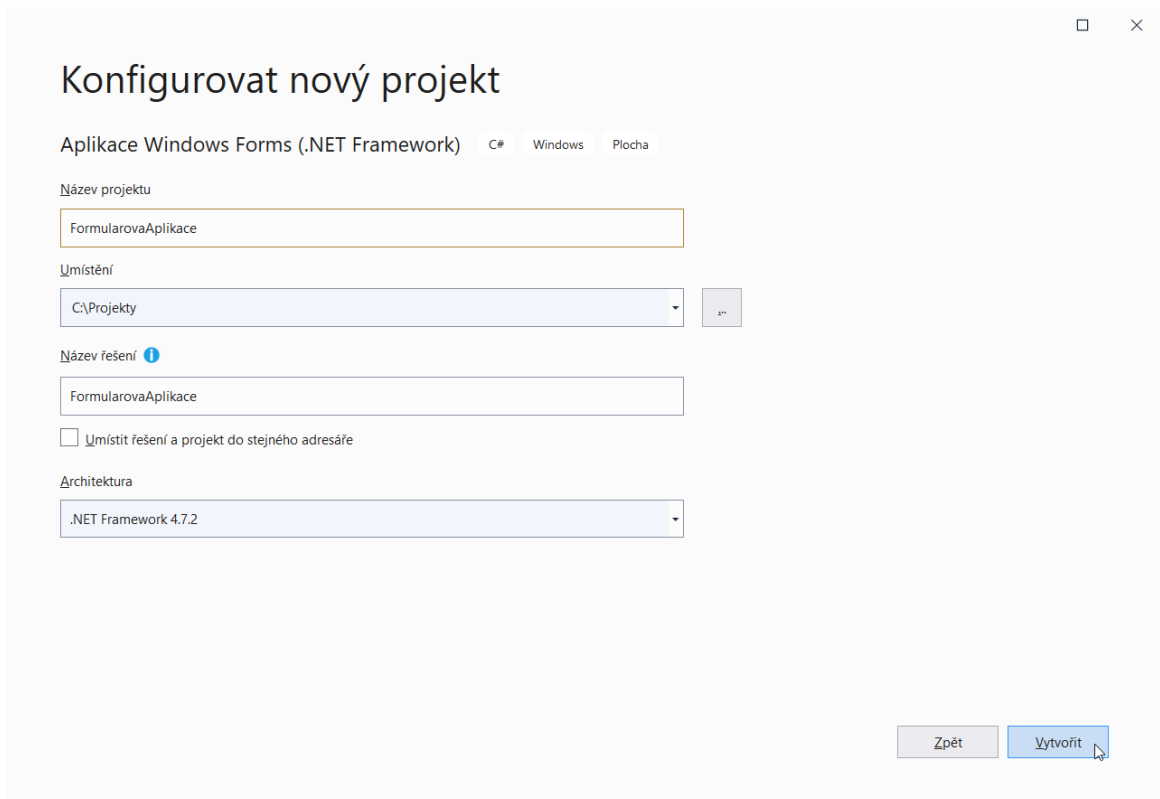 Konfigurovat nový projekt
Aplikace Windows Forms (.NET Framework) C# Windows Plocha
Název projektu
FormularovaAplikace
Umístění
C:\Projekty
...
Název řešení
FormularovaAplikace
Umístit řešení a projekt do stejného adresáře
Architektura
.NET Framework 4.7.2
Zpět Vytvořit